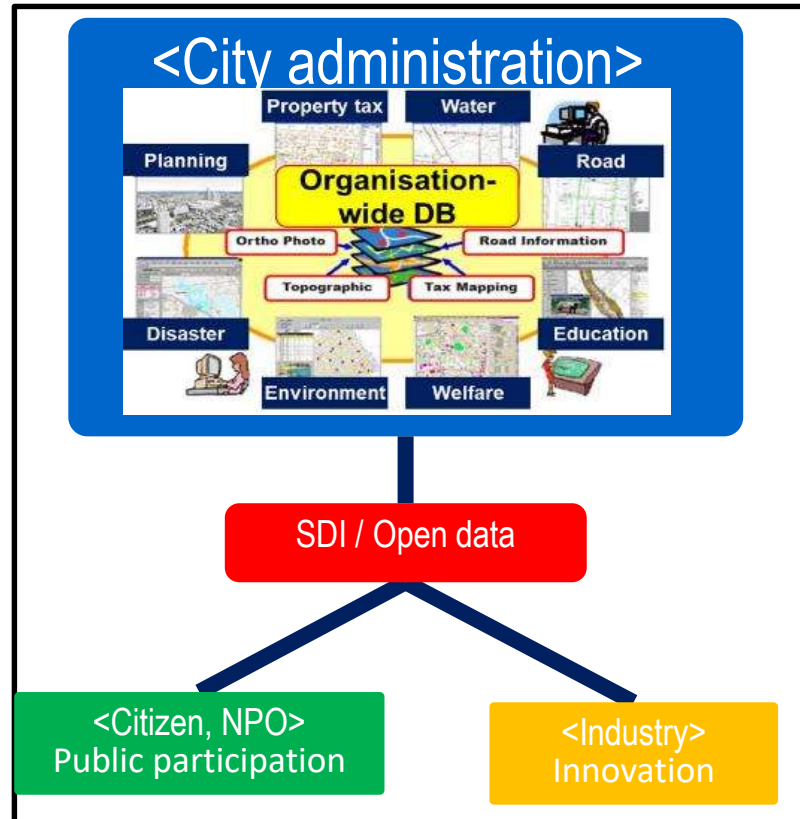 <City administration>
Property tax
Water
Planning
Road
Organisation-
wide DB
Ortho Photo
Road Information
Topographic
Tax Mapping
Disaster
Education
Environment
Welfare
SDI / Open data
<Citizen, NPO>
Public participation
<Industry>
Innovation